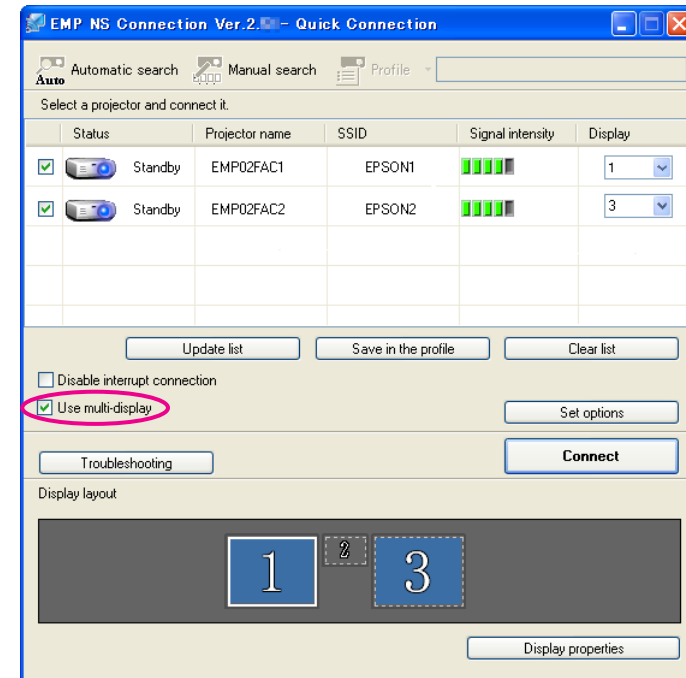 EMP NS Connection Ver.2. - Quick Connection
Auto Automatic search Manual search Profile
Select a projector and connect it.
Status Projector name SSID Signal intensity Display
Standby EMP02FAC1 EPSON1 1
Standby EMP02FAC2 EPSON2 3
Update list Save in the profile Clear list
Disable interrupt connection
Use multi-display
Set options
Troubleshooting Connect
Display layout
1 2 3
Display properties